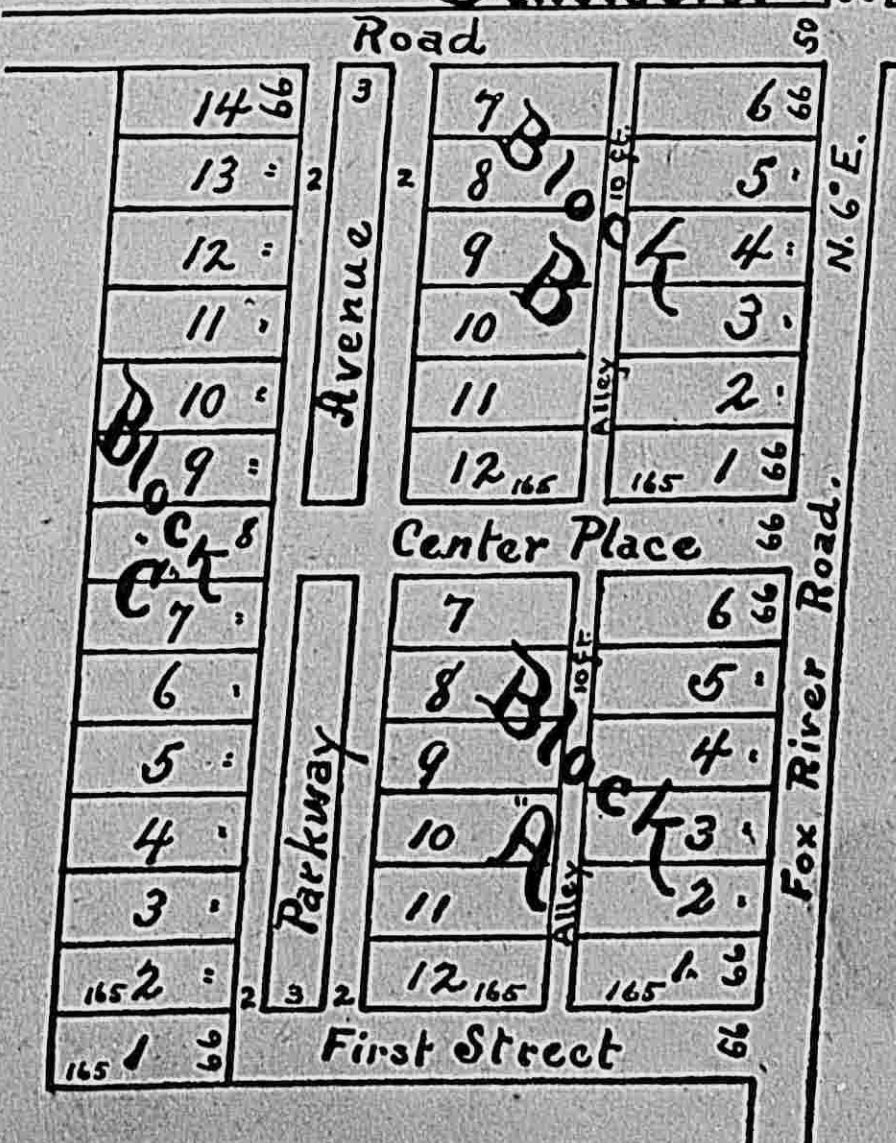 Road 50
14 66
3
7 6 66
13 " 2 2 8 5 "
12 " 9 4 "
11 " 10 3 "
10 " 11 2 "
9 " 12 165 165 1 66
Block B
10 ft.
Alley
Avenue
N. 6° E.
8
Block C
Center Place 66
7 " 7 6 66
6 " 8 5 "
5 " 9 4 "
4 " 10 3 "
3 " 11 2 "
165 2 " 2 3 2 12 165 165 1 66
Block "A"
10 ft.
Alley
Parkway
Fox River Road.
165 1 66
First Street 66